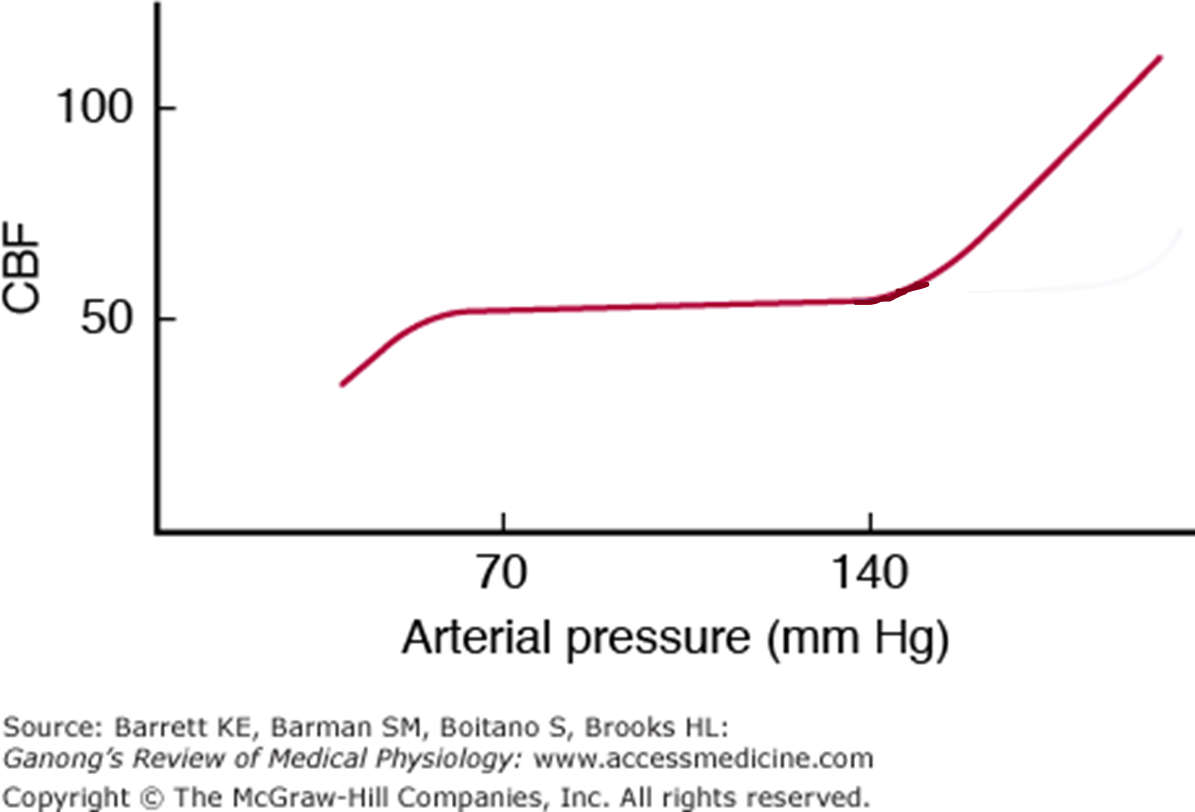 100
CBF
50
70 140
Arterial pressure (mm Hg)
Source: Barrett KE, Barman SM, Boitano S, Brooks HL:
Ganong’s Review of Medical Physiology: www.accessmedicine.com
Copyright © The McGraw-Hill Companies, Inc. All rights reserved.